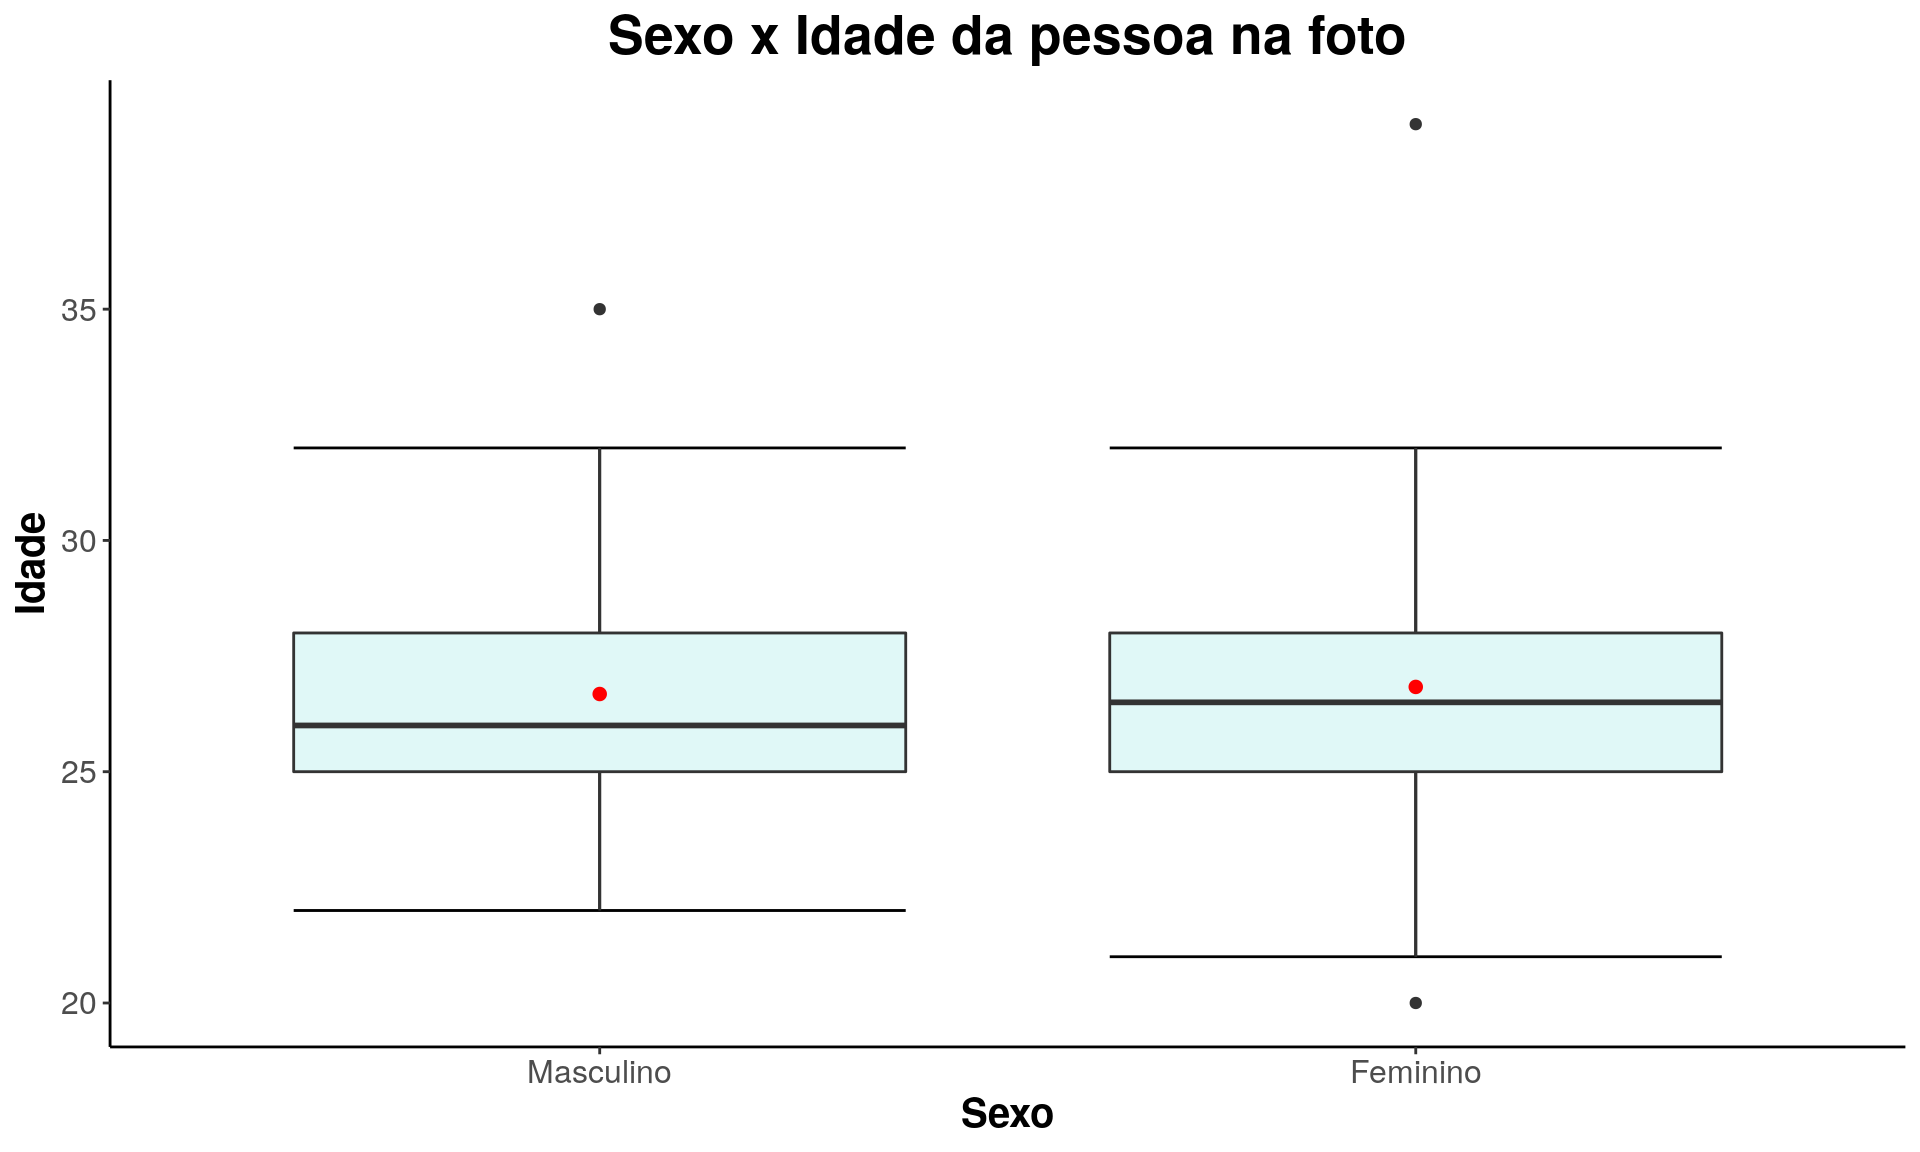 Sexo x Idade da pessoa na foto
Idade
35
30
25
20
Masculino
Feminino
Sexo